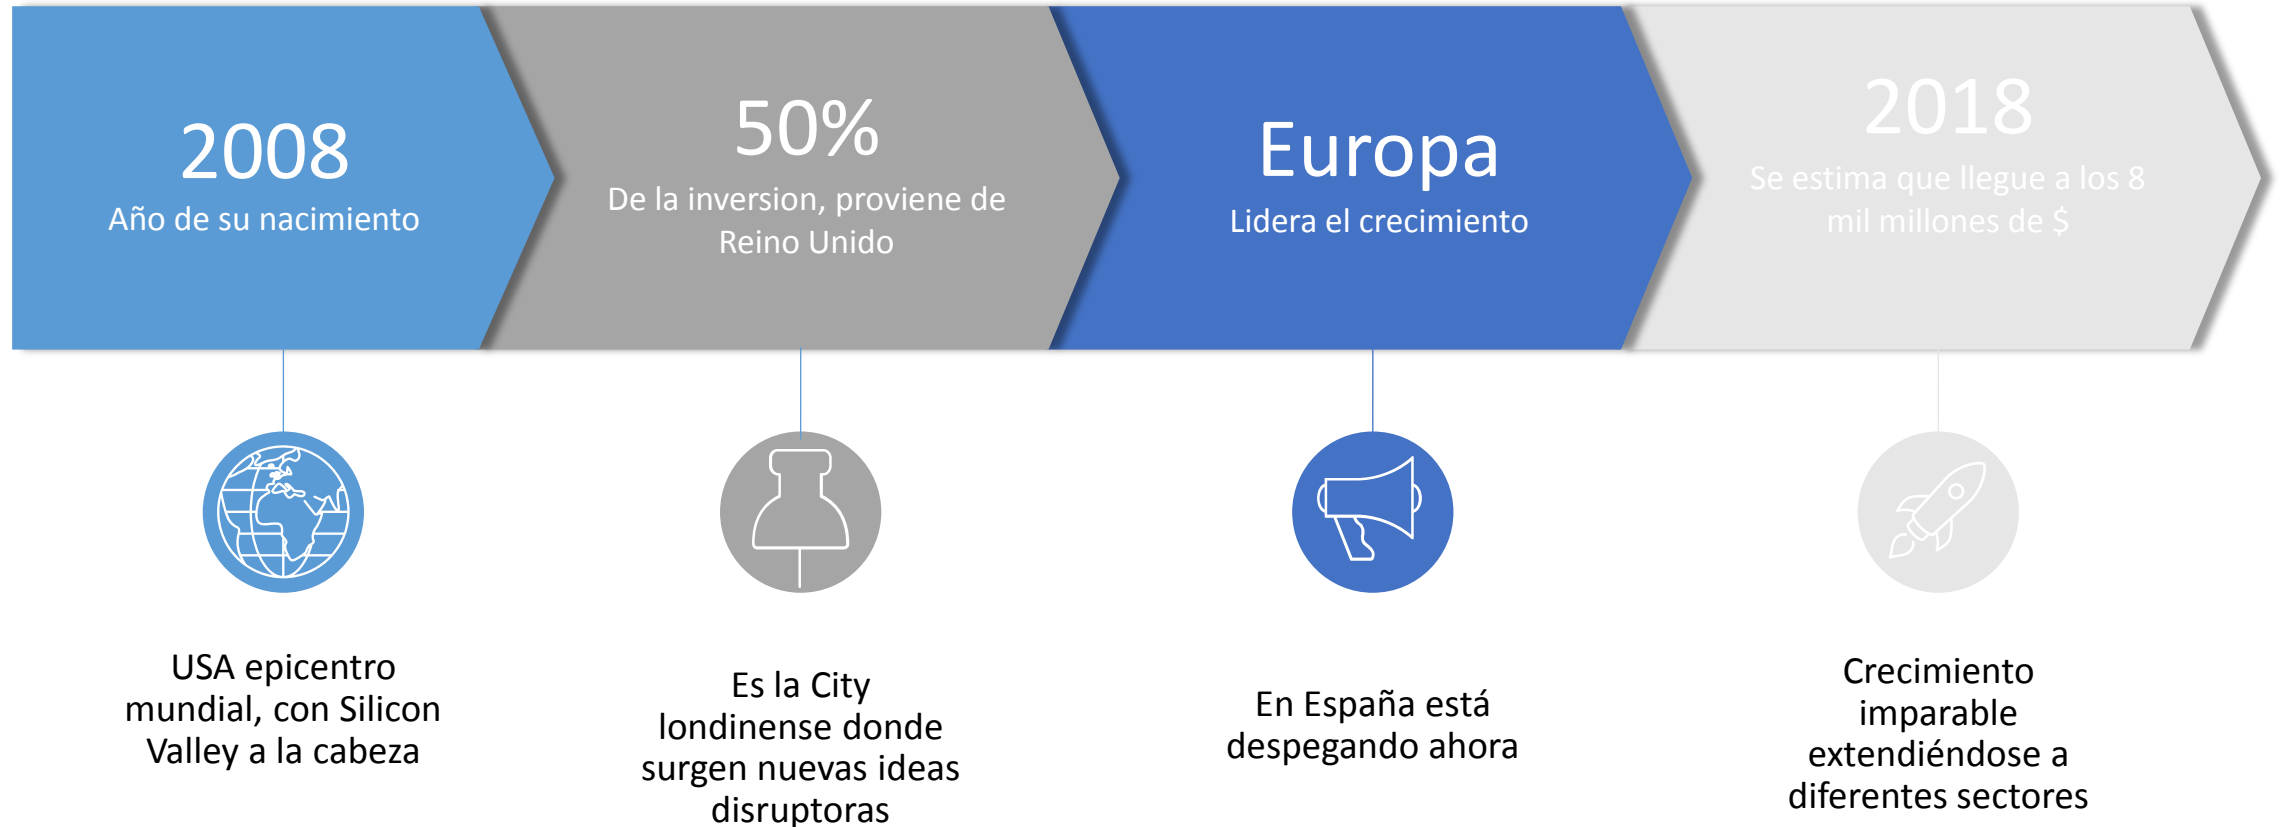 2008
Año de su nacimiento
50%
De la inversion, proviene de
Reino Unido
Europa
Lidera el crecimiento
2018
Se estima que llegue a los 8
mil millones de $
USA epicentro
mundial, con Silicon
Valley a la cabeza
Es la City
londinense donde
surgen nuevas ideas
disruptoras
En España está
despegando ahora
Crecimiento
imparable
extendiéndose a
diferentes sectores